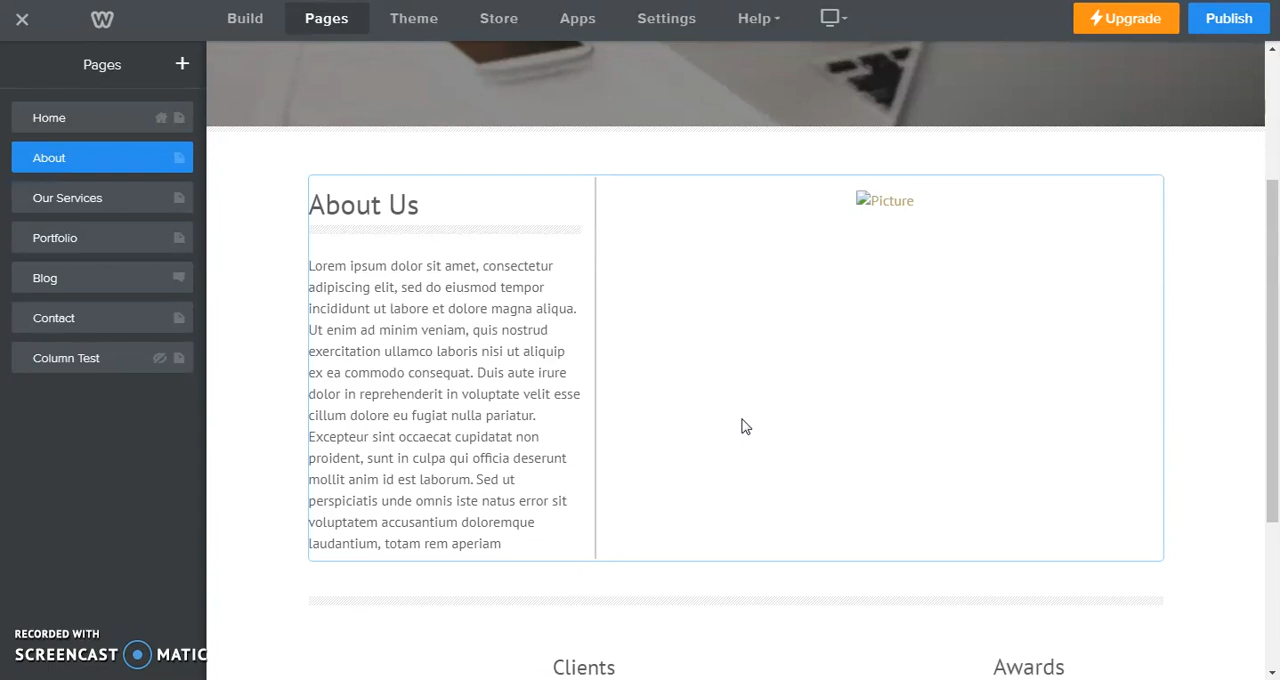 Build Pages Theme Store Apps Settings Help Upgrade Publish
Pages +
Home
About
Our Services
Portfolio
Blog
Contact
Column Test
About Us
Lorem ipsum dolor sit amet, consectetur
adipiscing elit, sed do eiusmod tempor
incididunt ut labore et dolore magna aliqua.
Ut enim ad minim veniam, quis nostrud
exercitation ullamco laboris nisi ut aliquip
ex ea commodo consequat. Duis aute irure
dolor in reprehenderit in voluptate velit esse
cillum dolore eu fugiat nulla pariatur.
Excepteur sint occaecat cupidatat non
proident, sunt in culpa qui officia deserunt
mollit anim id est laborum. Sed ut
perspiciatis unde omnis iste natus error sit
voluptatem accusantium doloremque
laudantium, totam rem aperiam
Picture
Clients Awards
RECORDED WITH
SCREENCAST MATIC